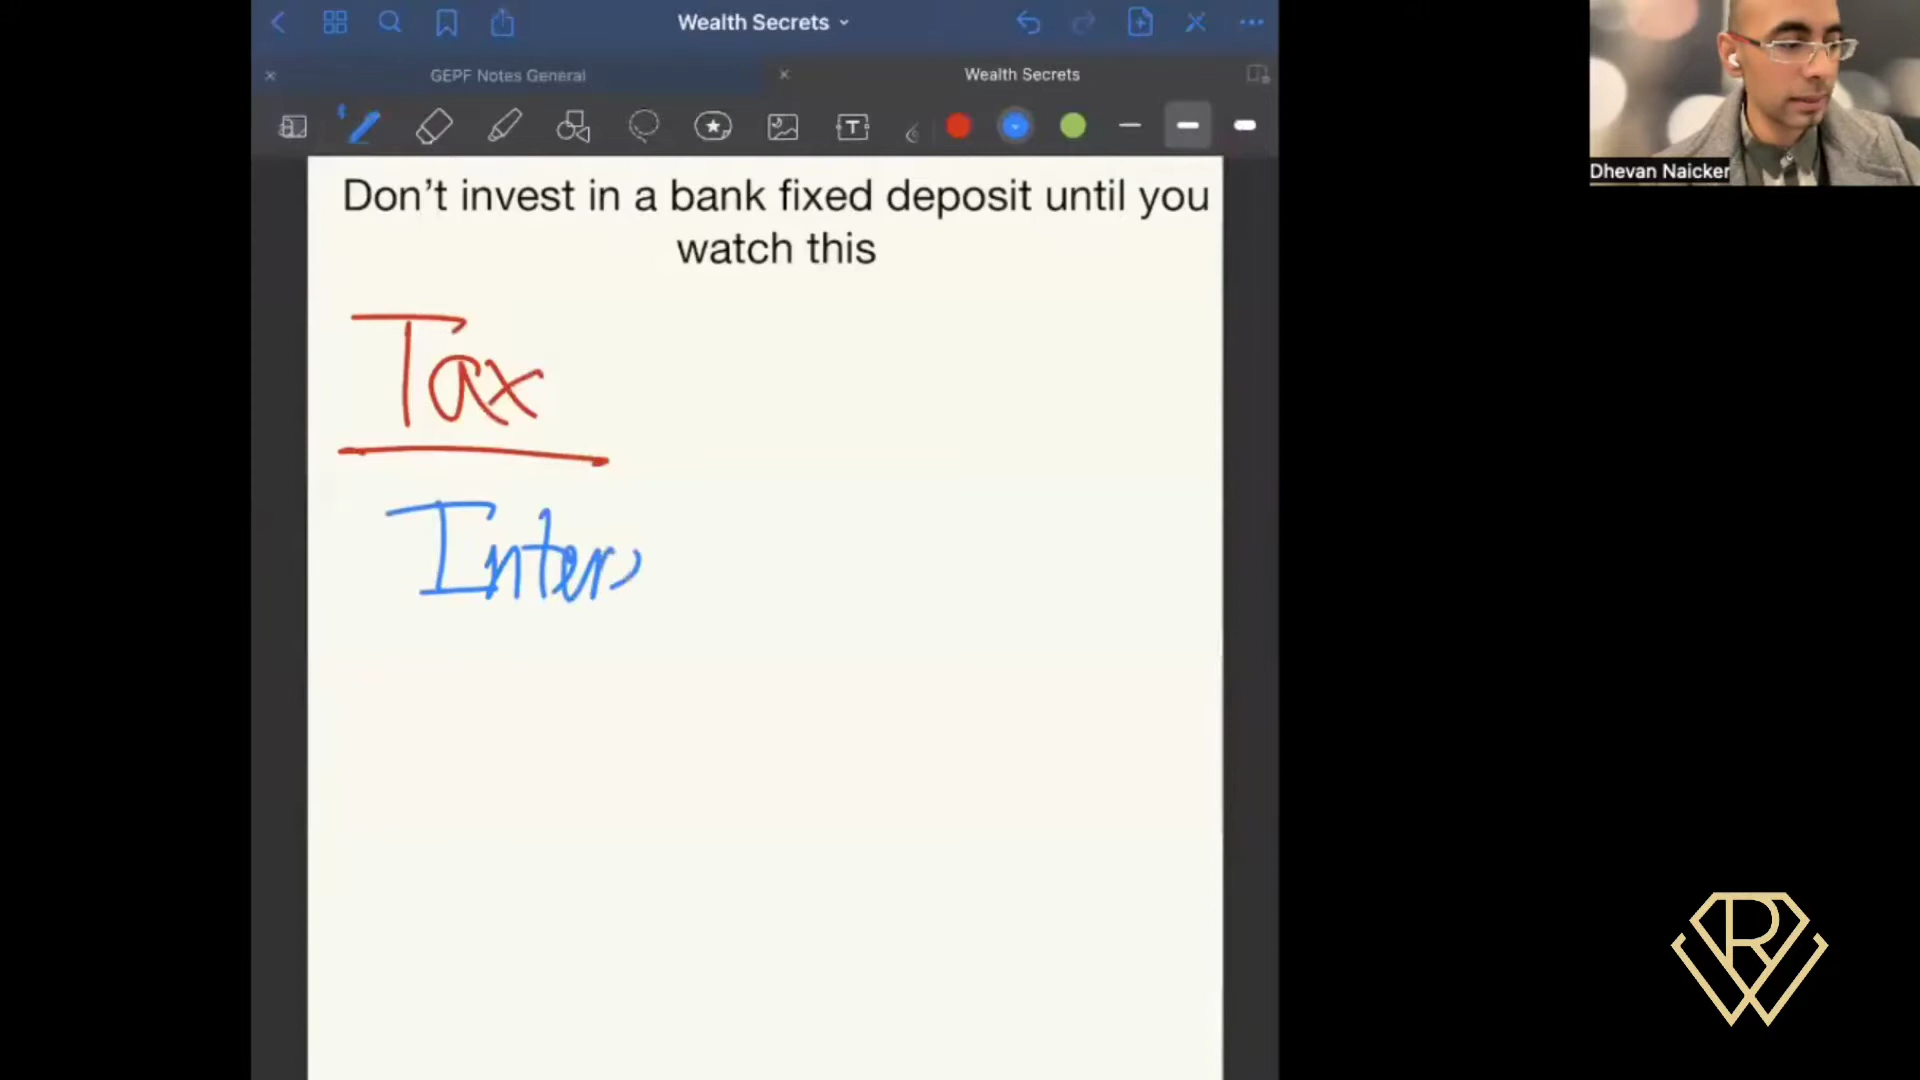 Wealth Secrets
GEPF Notes General
Wealth Secrets
Don't invest in a bank fixed deposit until you
watch this
Tax
Inter
Dhevan Naicker